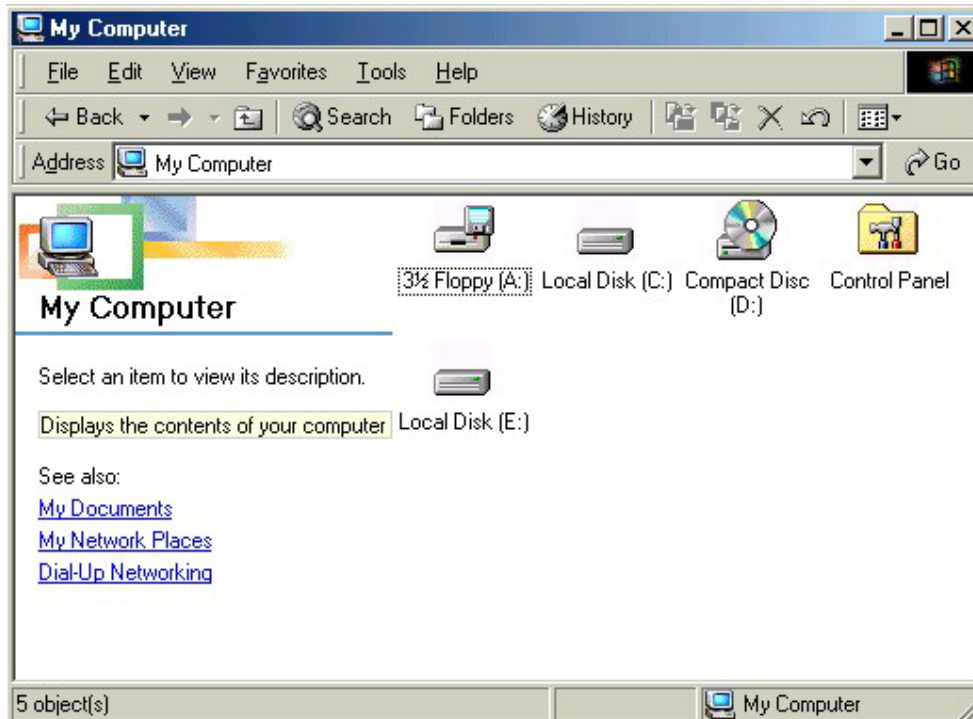 My Computer
File Edit View Favorites Tools Help
Back Search Folders History
Address My Computer Go
3½ Floppy (A:) Local Disk (C:) Compact Disc (D:) Control Panel
My Computer
Select an item to view its description.
Displays the contents of your computer
Local Disk (E:)
See also:
My Documents
My Network Places
Dial-Up Networking
5 object(s) My Computer